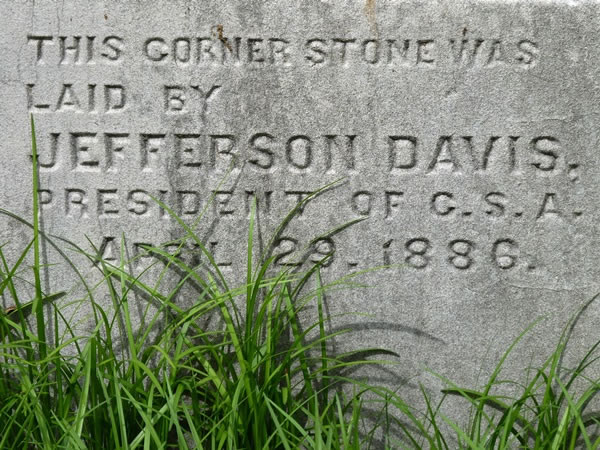 THIS CORNER STONE WAS
LAID BY
JEFFERSON DAVIS.
PRESIDENT OF C.S.A.
APRIL 29. 1886.